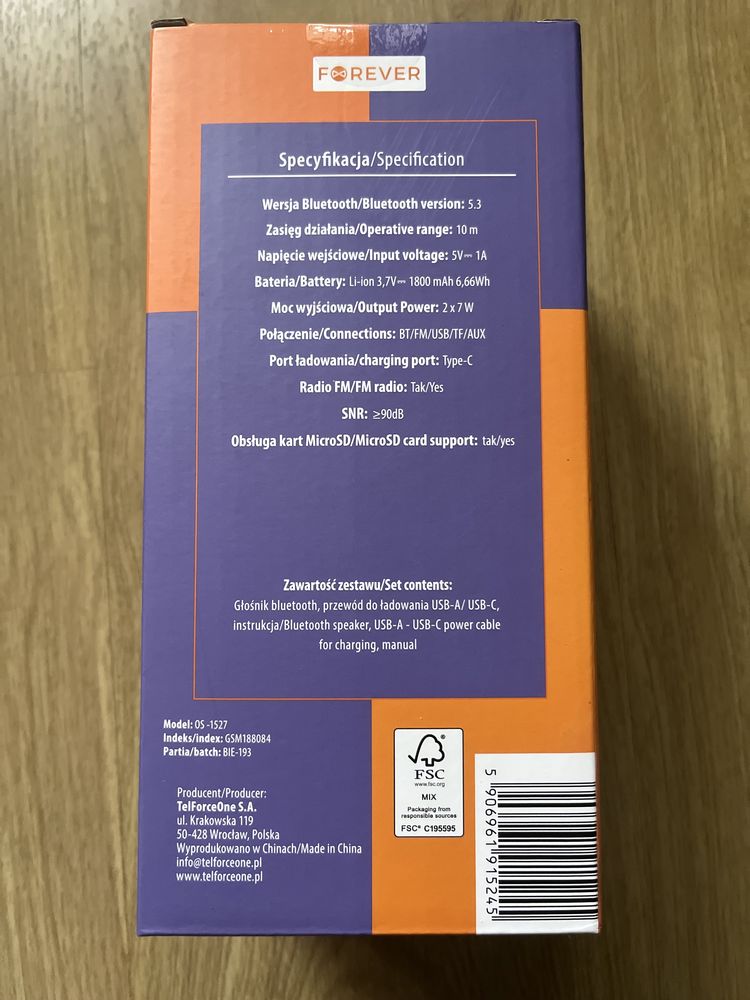 FOREVER
Specyfikacja/Specification
Wersja Bluetooth/Bluetooth version: 5.3
Zasięg działania/Operative range: 10 m
Napięcie wejściowe/Input voltage: 5V⎓ 1A
Bateria/Battery: Li-ion 3,7V⎓ 1800 mAh 6,66Wh
Moc wyjściowa/Output Power: 2 x 7 W
Połączenie/Connections: BT/FM/USB/TF/AUX
Port ładowania/charging port: Type-C
Radio FM/FM radio: Tak/Yes
SNR: ≥90dB
Obsługa kart MicroSD/MicroSD card support: tak/yes
Zawartość zestawu/Set contents:
Głośnik bluetooth, przewód do ładowania USB-A/ USB-C,
instrukcja/Bluetooth speaker, USB-A - USB-C power cable
for charging, manual
Model: OS -1527
Indeks/index: GSM188084
Partia/batch: BIE-193
Producent/Producer:
TelForceOne S.A.
ul. Krakowska 119
50-428 Wrocław, Polska
Wyprodukowano w Chinach/Made in China
info@telforceone.pl
www.telforceone.pl
®
FSC
www.fsc.org
MIX
Packaging from
responsible sources
FSC® C195595
5 906961 915245